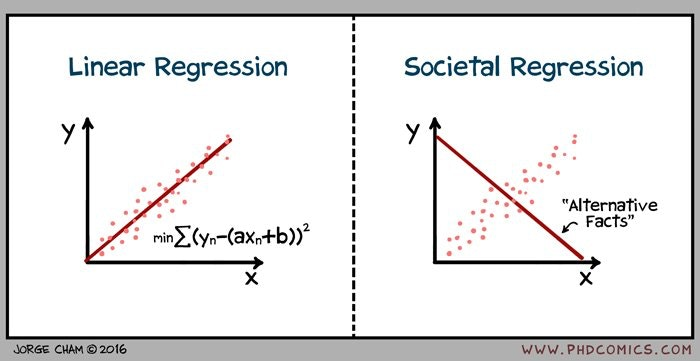 Linear Regression
y
min∑(yₙ-(axₙ+b))²
x
Societal Regression
y
"Alternative
Facts"
x
JORGE CHAM © 2016
WWW.PHDCOMICS.COM